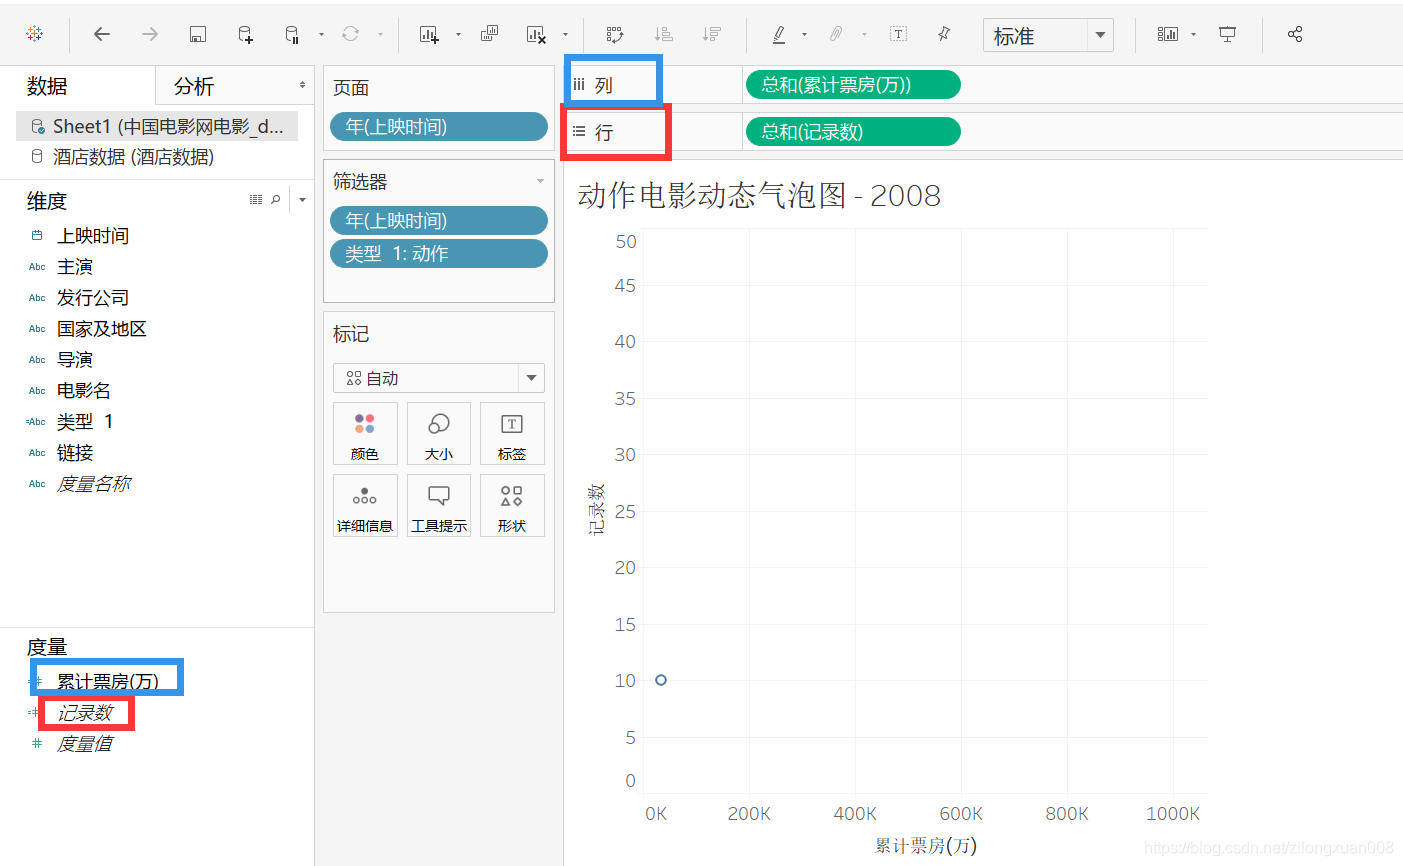 标准
数据
分析
Sheet1 (中国电影网电影_d...
酒店数据 (酒店数据)
维度
上映时间
Abc 主演
Abc 发行公司
Abc 国家及地区
Abc 导演
Abc 电影名
=Abc 类型 1
Abc 链接
Abc 度量名称
度量
累计票房(万)
=# 记录数
# 度量值
页面
年(上映时间)
筛选器
年(上映时间)
类型 1: 动作
标记
自动
颜色
大小
T
标签
详细信息
工具提示
形状
列
总和(累计票房(万))
行
总和(记录数)
动作电影动态气泡图 - 2008
50
45
40
35
30
25
20
15
10
5
0
记录数
0K
200K
400K
600K
800K
1000K
累计票房(万)
https://blog.csdn.net/zilongxuan008